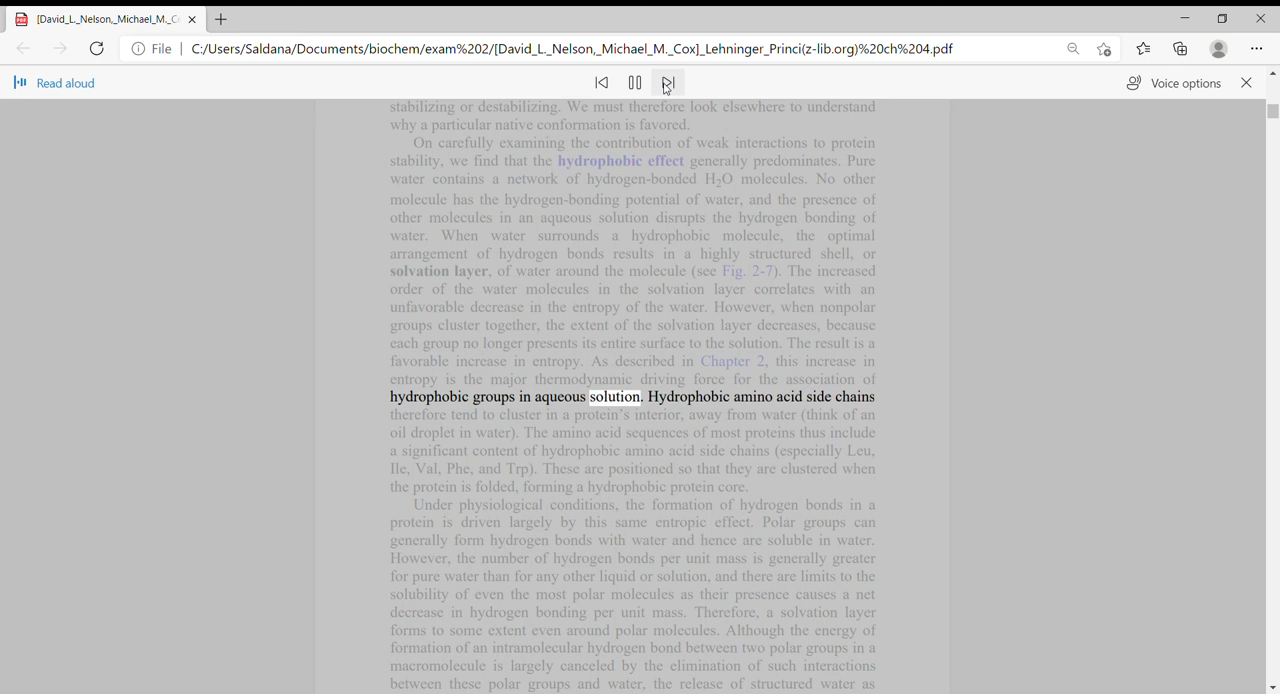 [David_L._Nelson,_Michael_M._C
File | C:/Users/Saldana/Documents/biochem/exam%202/[David_L._Nelson,_Michael_M._Cox]_Lehninger_Princi(z-lib.org)%20ch%204.pdf
Read aloud Voice options
stabilizing or destabilizing. We must therefore look elsewhere to understand
why a particular native conformation is favored.
On carefully examining the contribution of weak interactions to protein
stability, we find that the hydrophobic effect generally predominates. Pure
water contains a network of hydrogen-bonded H₂O molecules. No other
molecule has the hydrogen-bonding potential of water, and the presence of
other molecules in an aqueous solution disrupts the hydrogen bonding of
water. When water surrounds a hydrophobic molecule, the optimal
arrangement of hydrogen bonds results in a highly structured shell, or
solvation layer, of water around the molecule (see Fig. 2-7). The increased
order of the water molecules in the solvation layer correlates with an
unfavorable decrease in the entropy of the water. However, when nonpolar
groups cluster together, the extent of the solvation layer decreases, because
each group no longer presents its entire surface to the solution. The result is a
favorable increase in entropy. As described in Chapter 2, this increase in
entropy is the major thermodynamic driving force for the association of
hydrophobic groups in aqueous solution. Hydrophobic amino acid side chains
therefore tend to cluster in a protein's interior, away from water (think of an
oil droplet in water). The amino acid sequences of most proteins thus include
a significant content of hydrophobic amino acid side chains (especially Leu,
Ile, Val, Phe, and Trp). These are positioned so that they are clustered when
the protein is folded, forming a hydrophobic protein core.
Under physiological conditions, the formation of hydrogen bonds in a
protein is driven largely by this same entropic effect. Polar groups can
generally form hydrogen bonds with water and hence are soluble in water.
However, the number of hydrogen bonds per unit mass is generally greater
for pure water than for any other liquid or solution, and there are limits to the
solubility of even the most polar molecules as their presence causes a net
decrease in hydrogen bonding per unit mass. Therefore, a solvation layer
forms to some extent even around polar molecules. Although the energy of
formation of an intramolecular hydrogen bond between two polar groups in a
macromolecule is largely canceled by the elimination of such interactions
between these polar groups and water, the release of structured water as